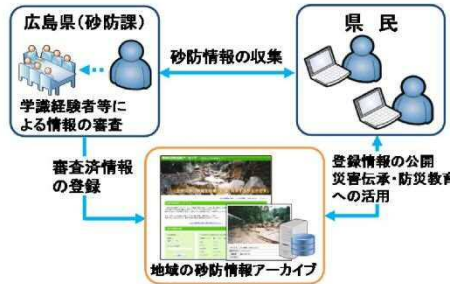 広島県(砂防課)
学識経験者等
による情報の審査
砂防情報の収集
県 民
審査済情報
の登録
登録情報の公開
災害伝承・防災教育
への活用
地域の砂防情報アーカイブ